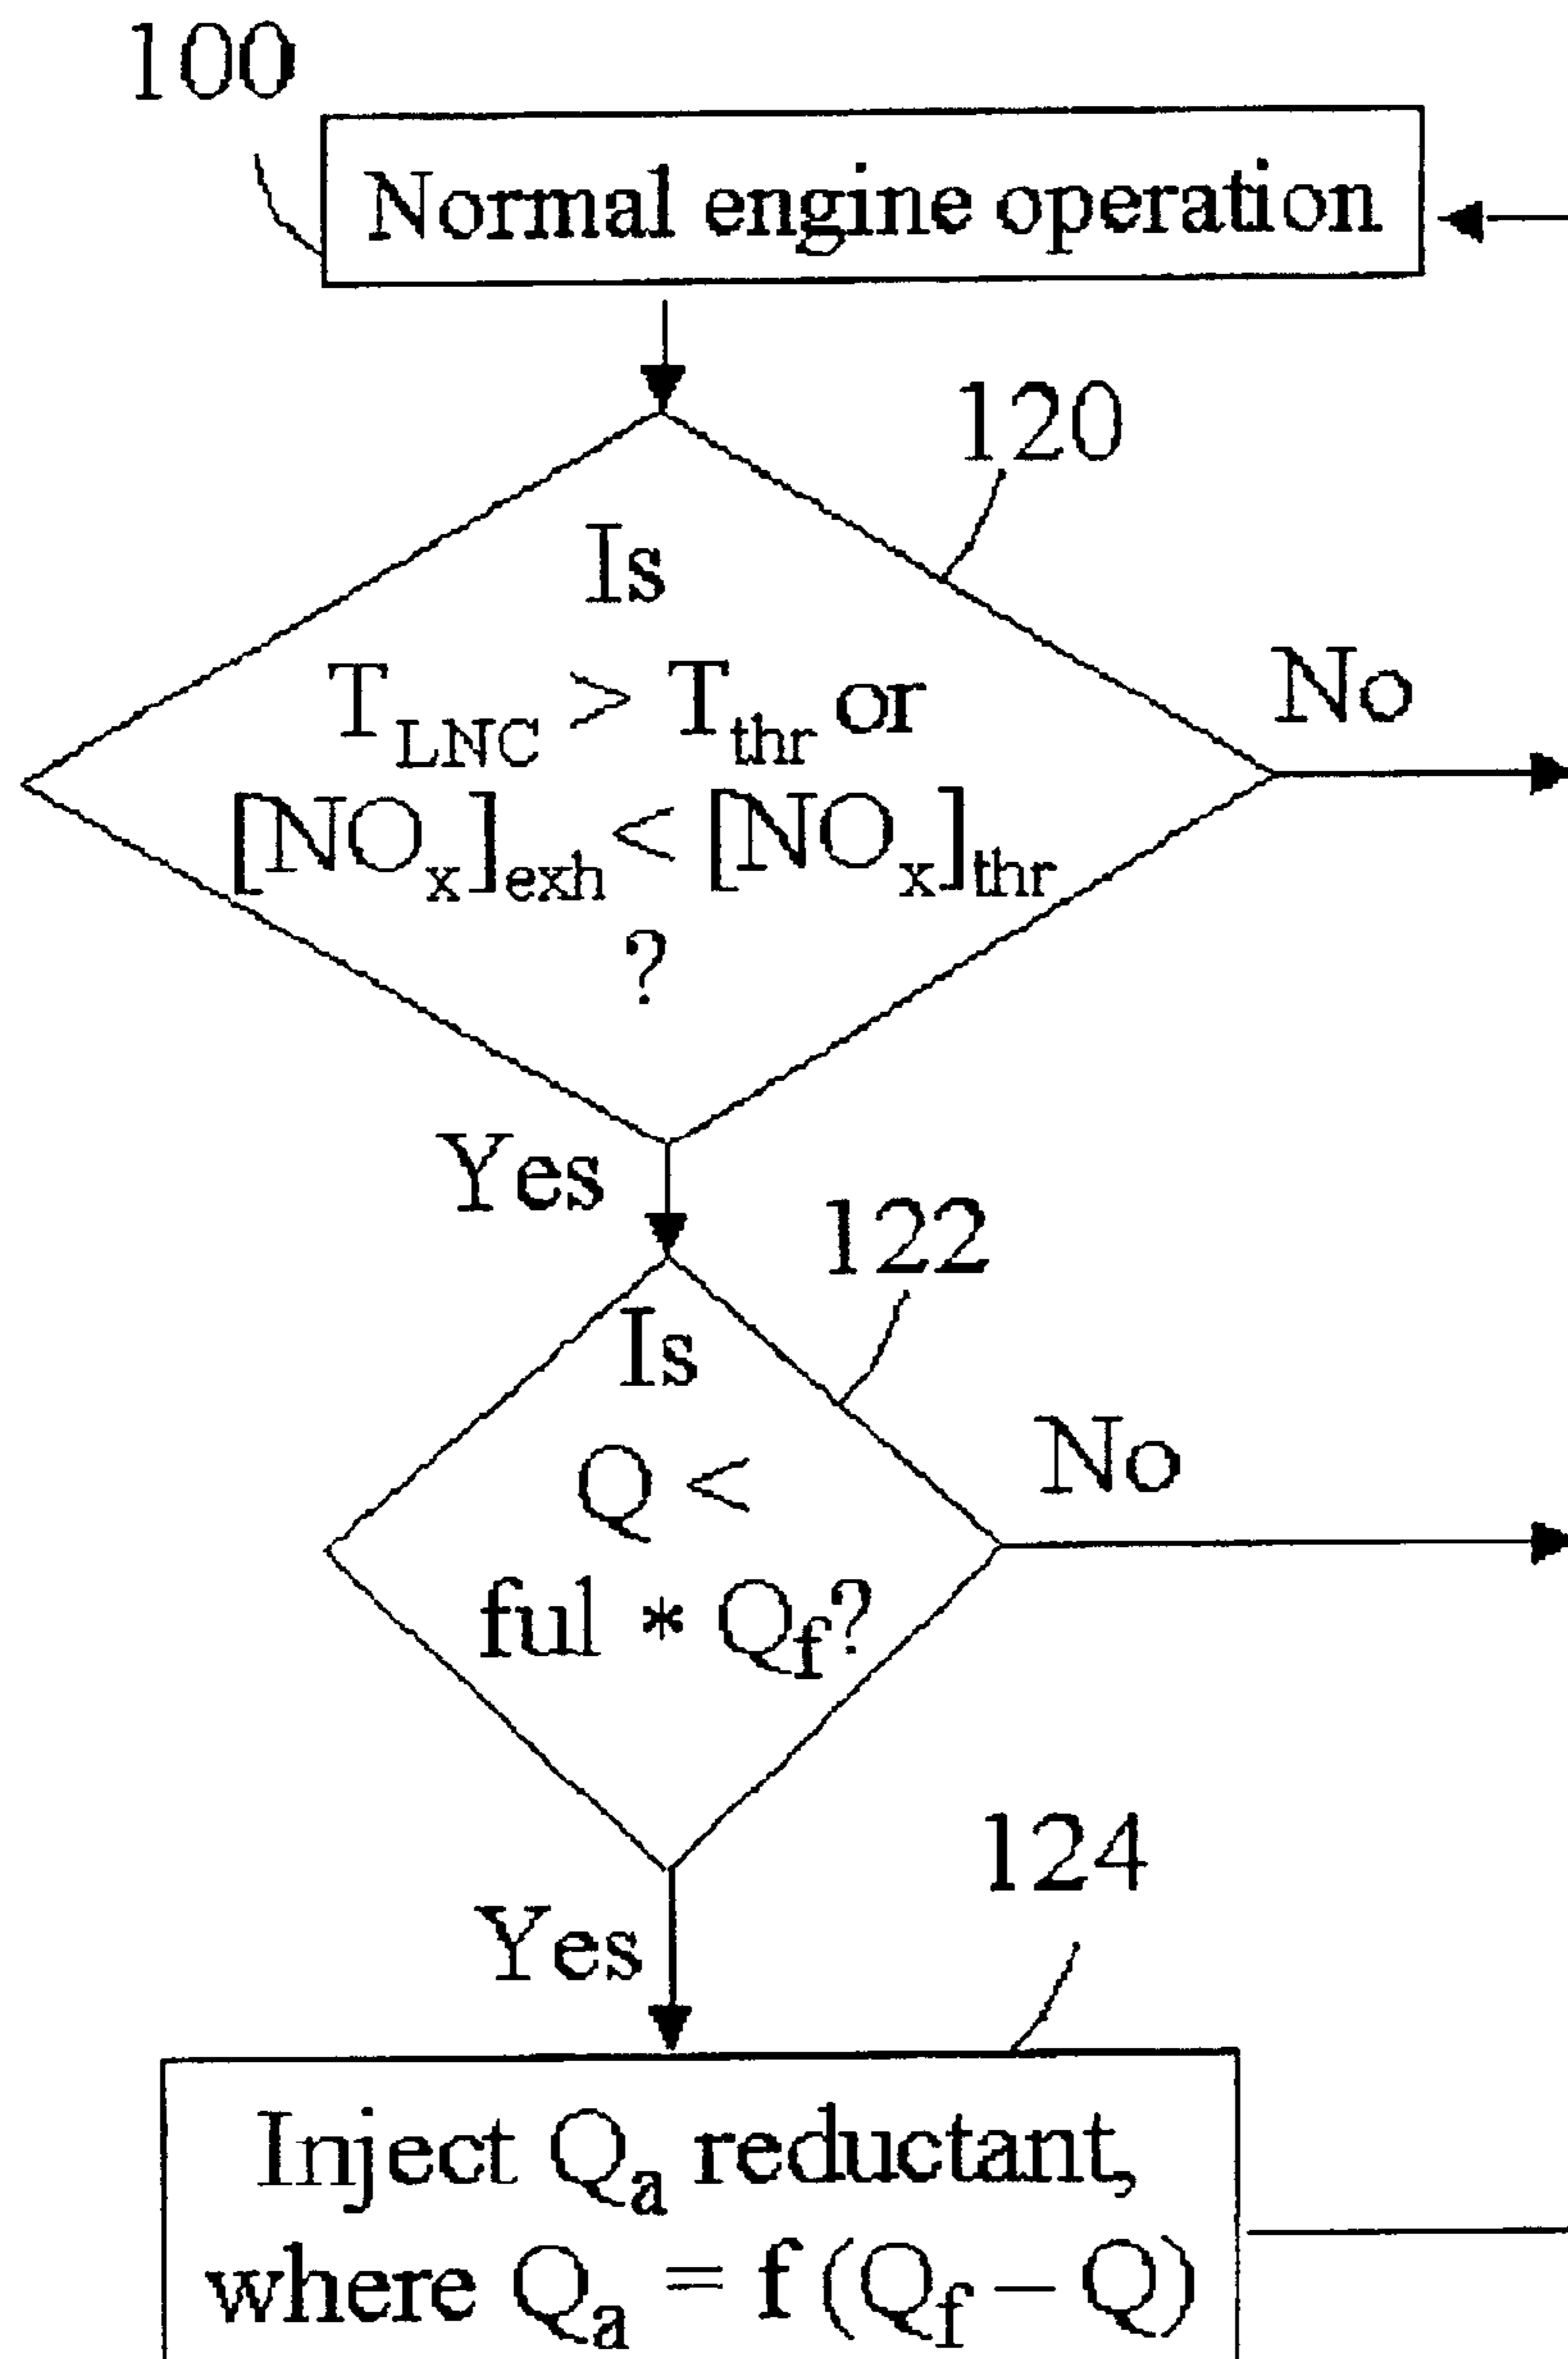 100
Normal engine operation
120
Is
T_LNC > T_thr or
[NO_x]_exh < [NO_x]_thr
?
No
Yes
122
Is
Q <
ful * Q_f?
No
Yes
124
Inject Q_a reductant,
where Q_a = f (Q_f – Q)